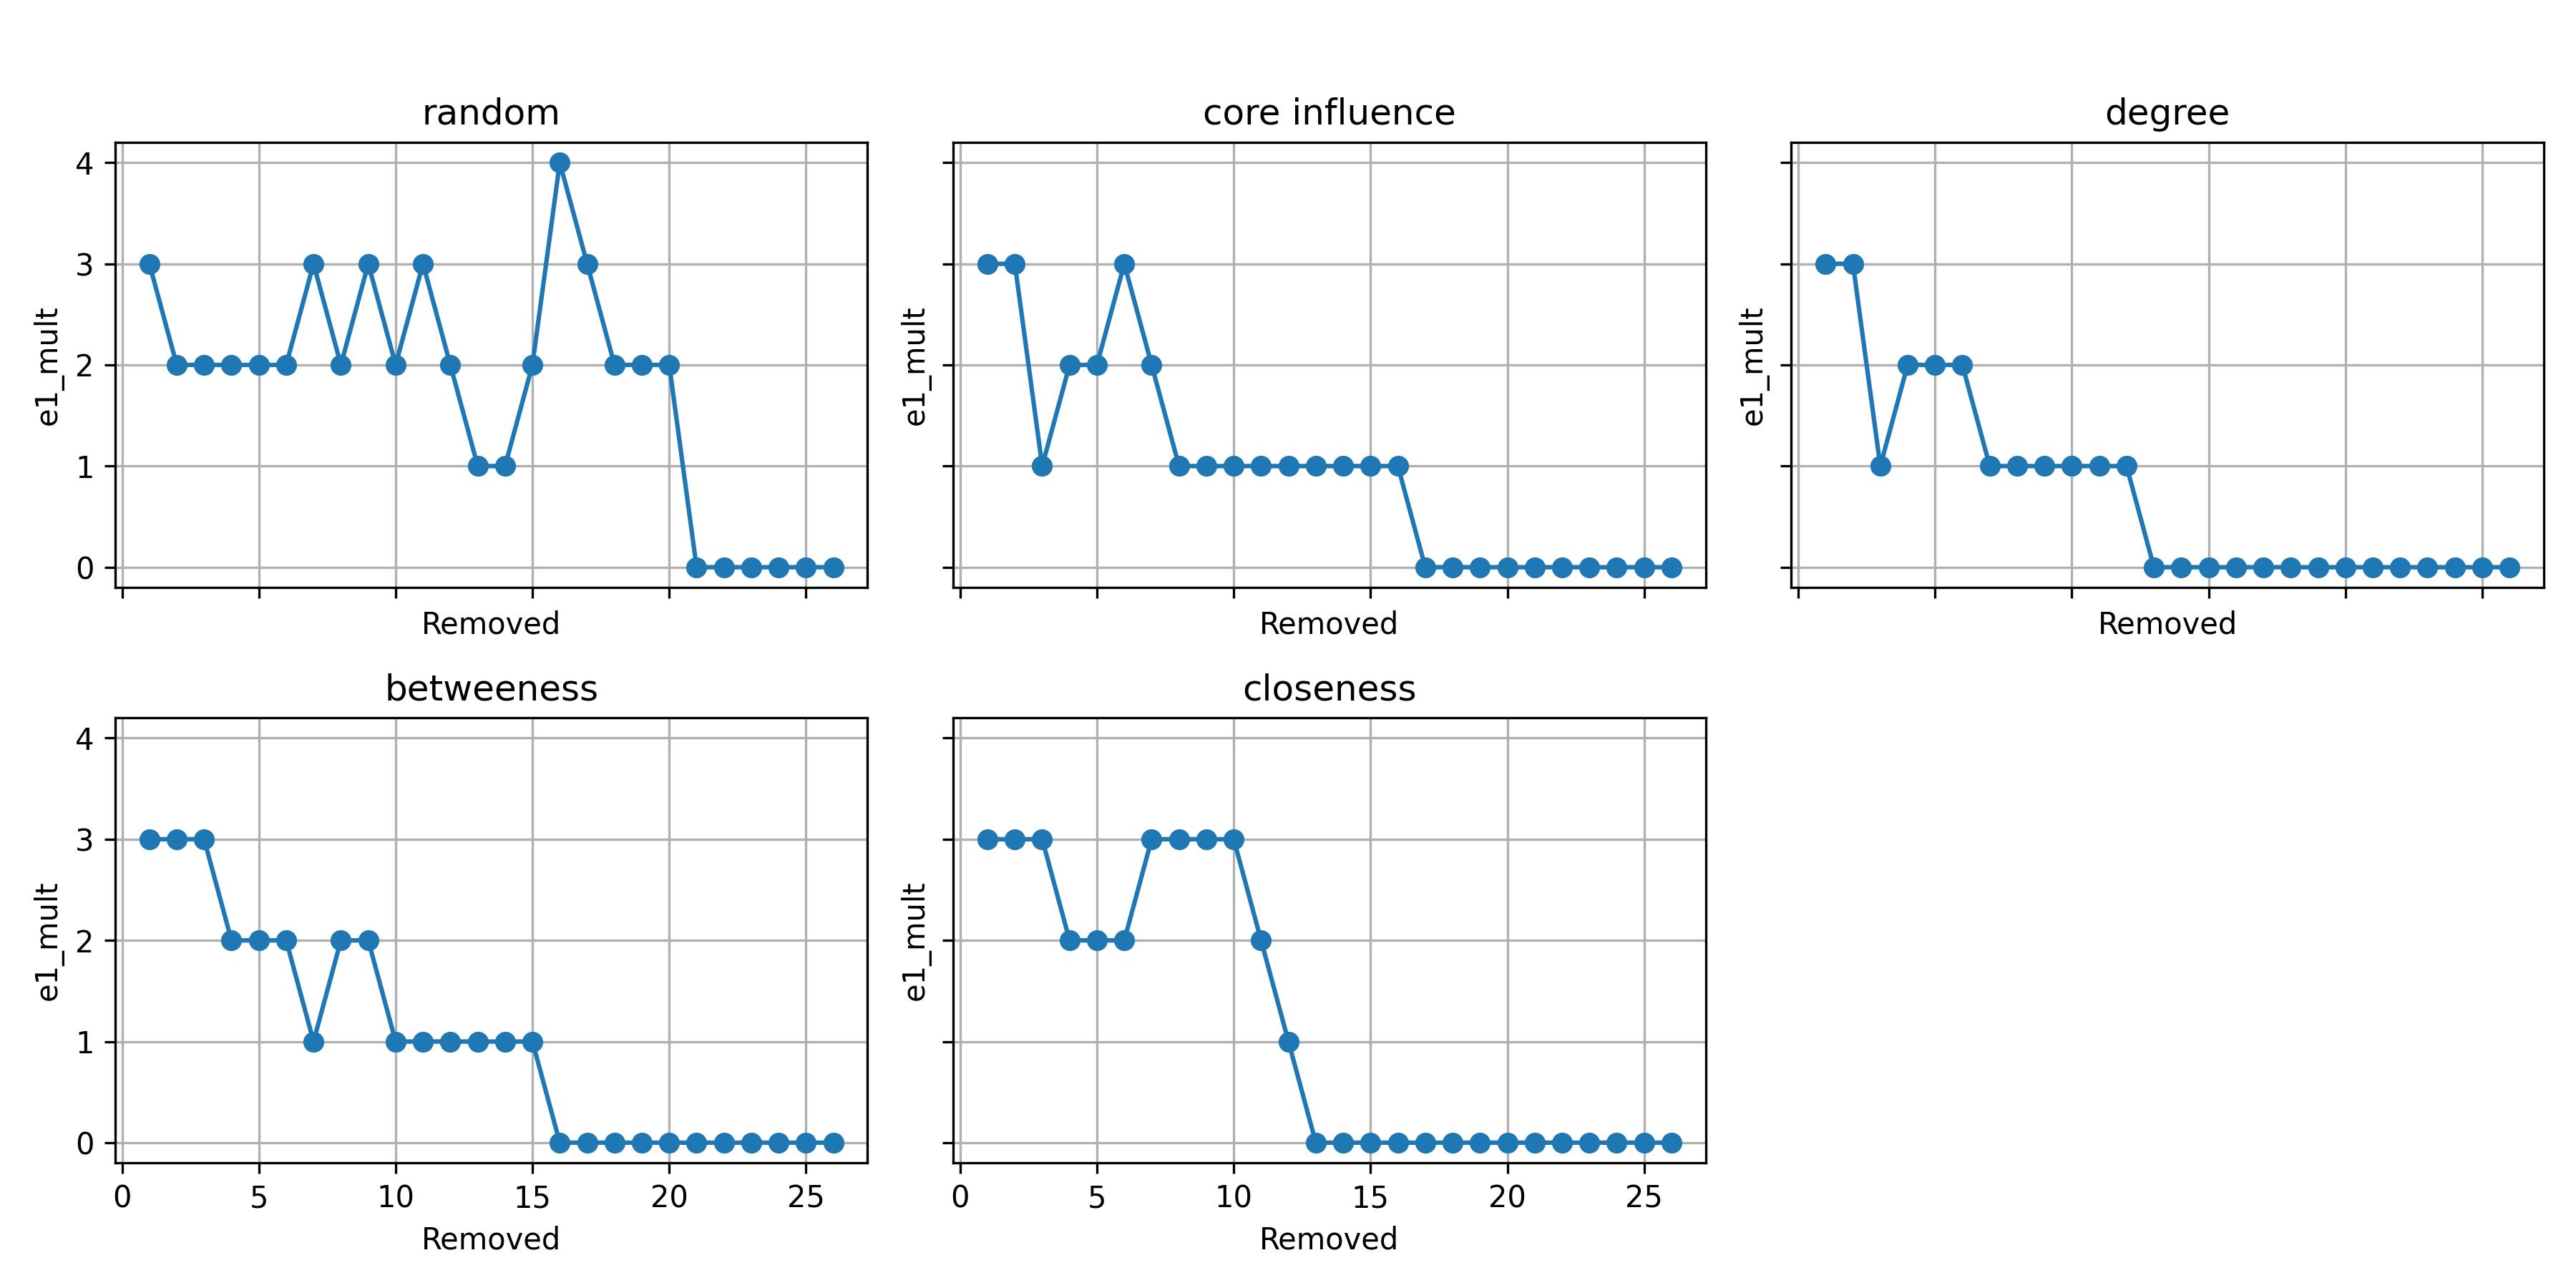 random
4
3
2
1
0
e1_mult
Removed
core influence
e1_mult
Removed
degree
e1_mult
Removed
betweeness
4
3
2
1
0
e1_mult
0 5 10 15 20 25
Removed
closeness
e1_mult
0 5 10 15 20 25
Removed